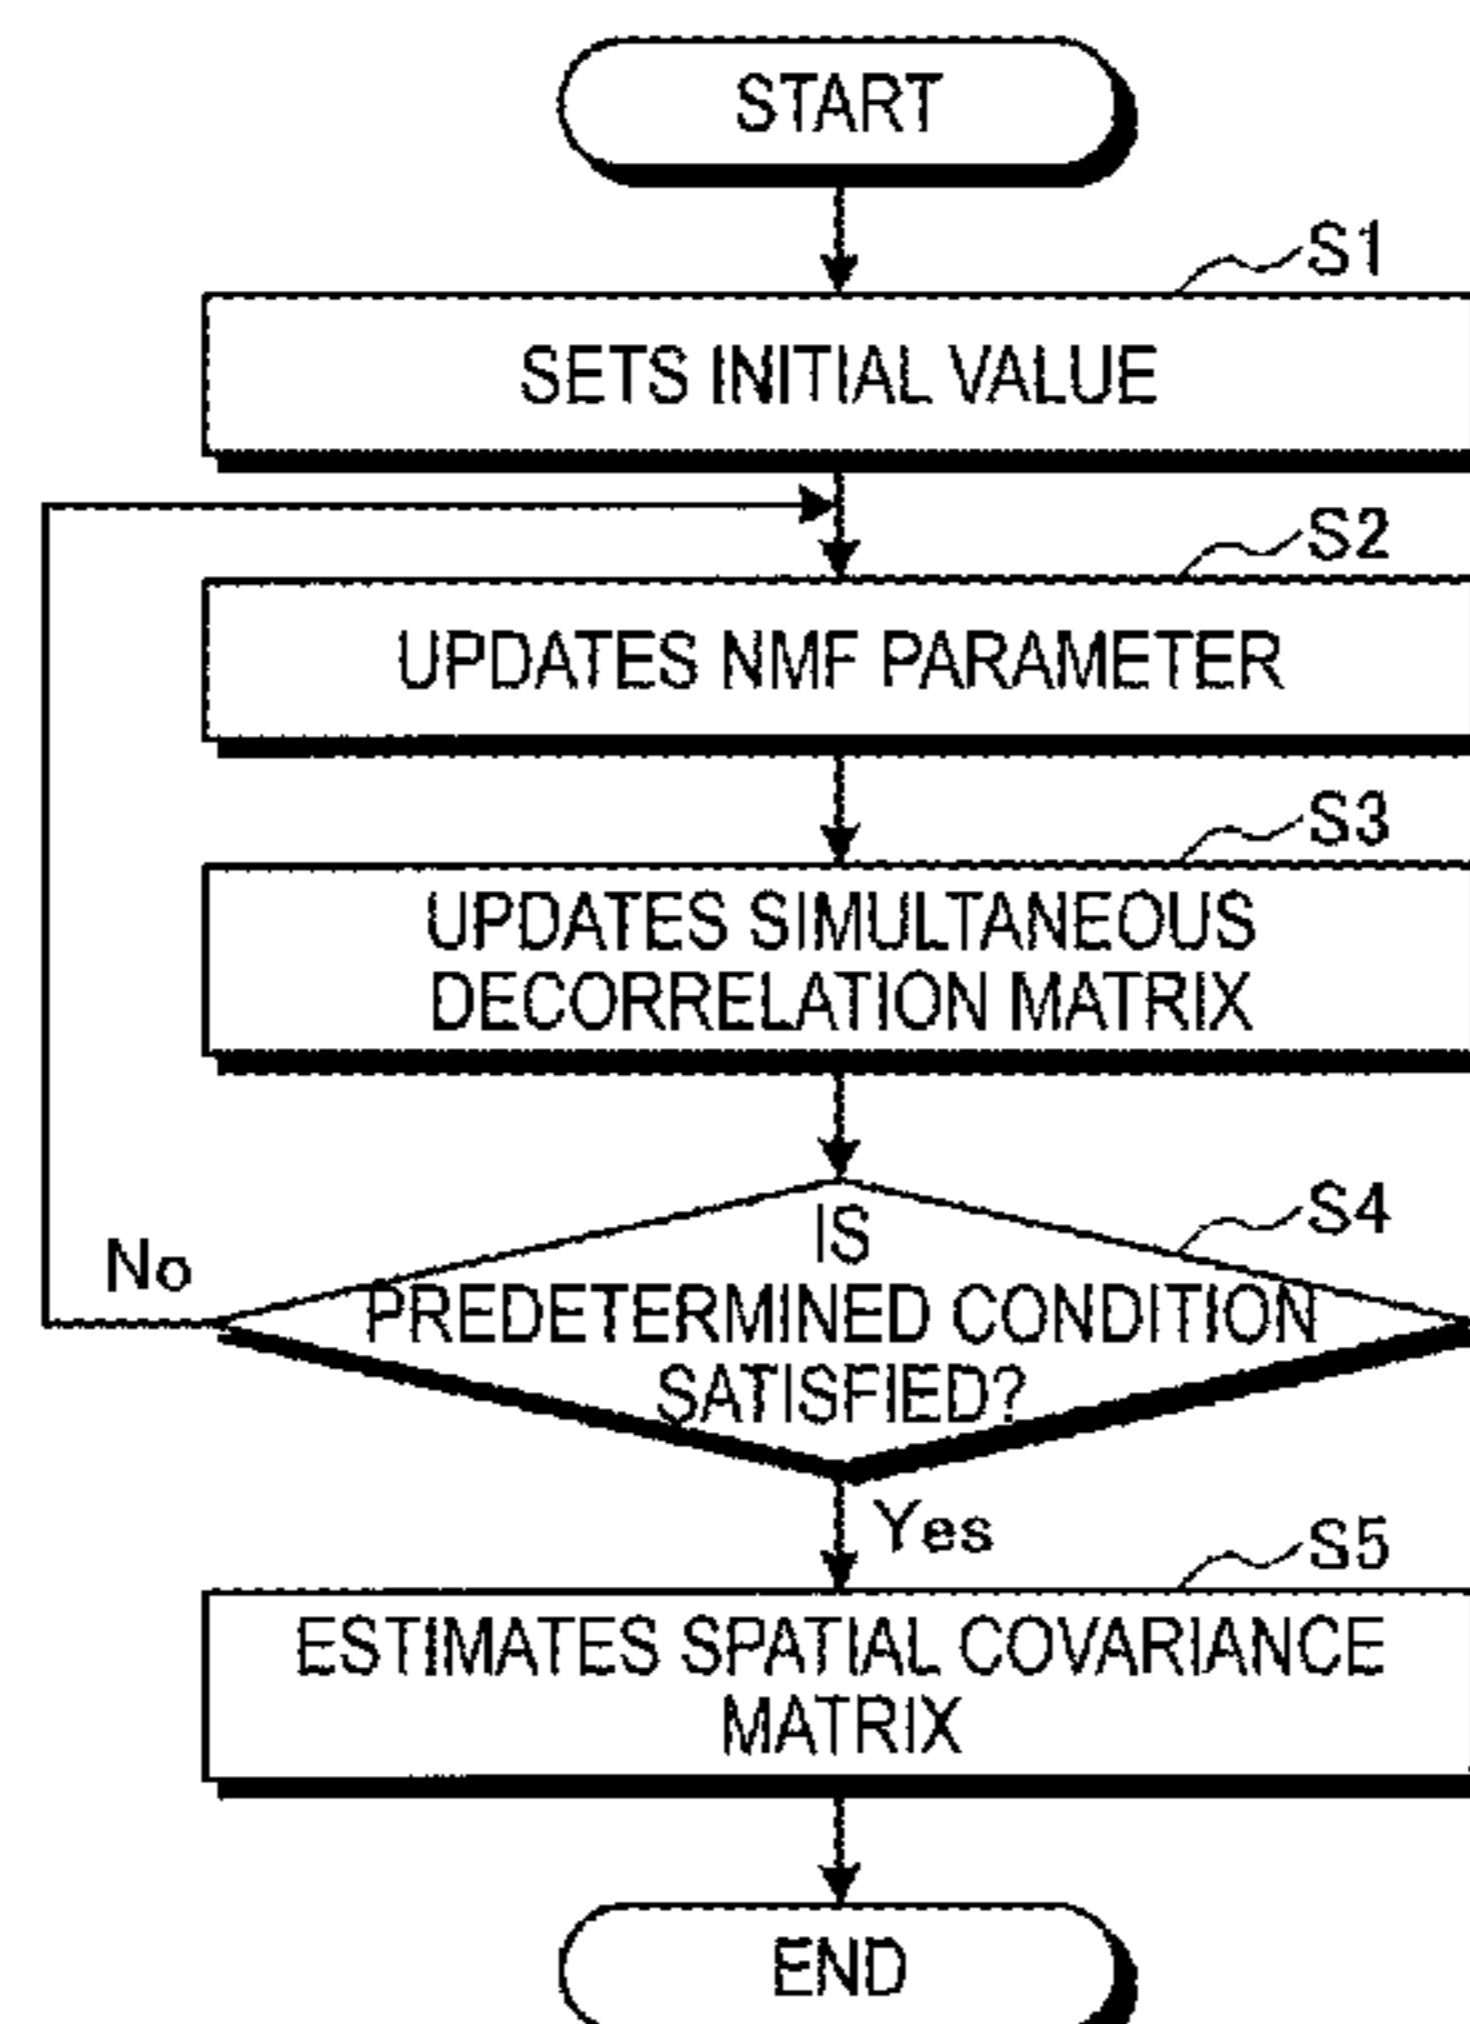 START
S1
SETS INITIAL VALUE
S2
UPDATES NMF PARAMETER
S3
UPDATES SIMULTANEOUS
DECORRELATION MATRIX
S4
IS
PREDETERMINED CONDITION
SATISFIED?
No
Yes
S5
ESTIMATES SPATIAL COVARIANCE
MATRIX
END